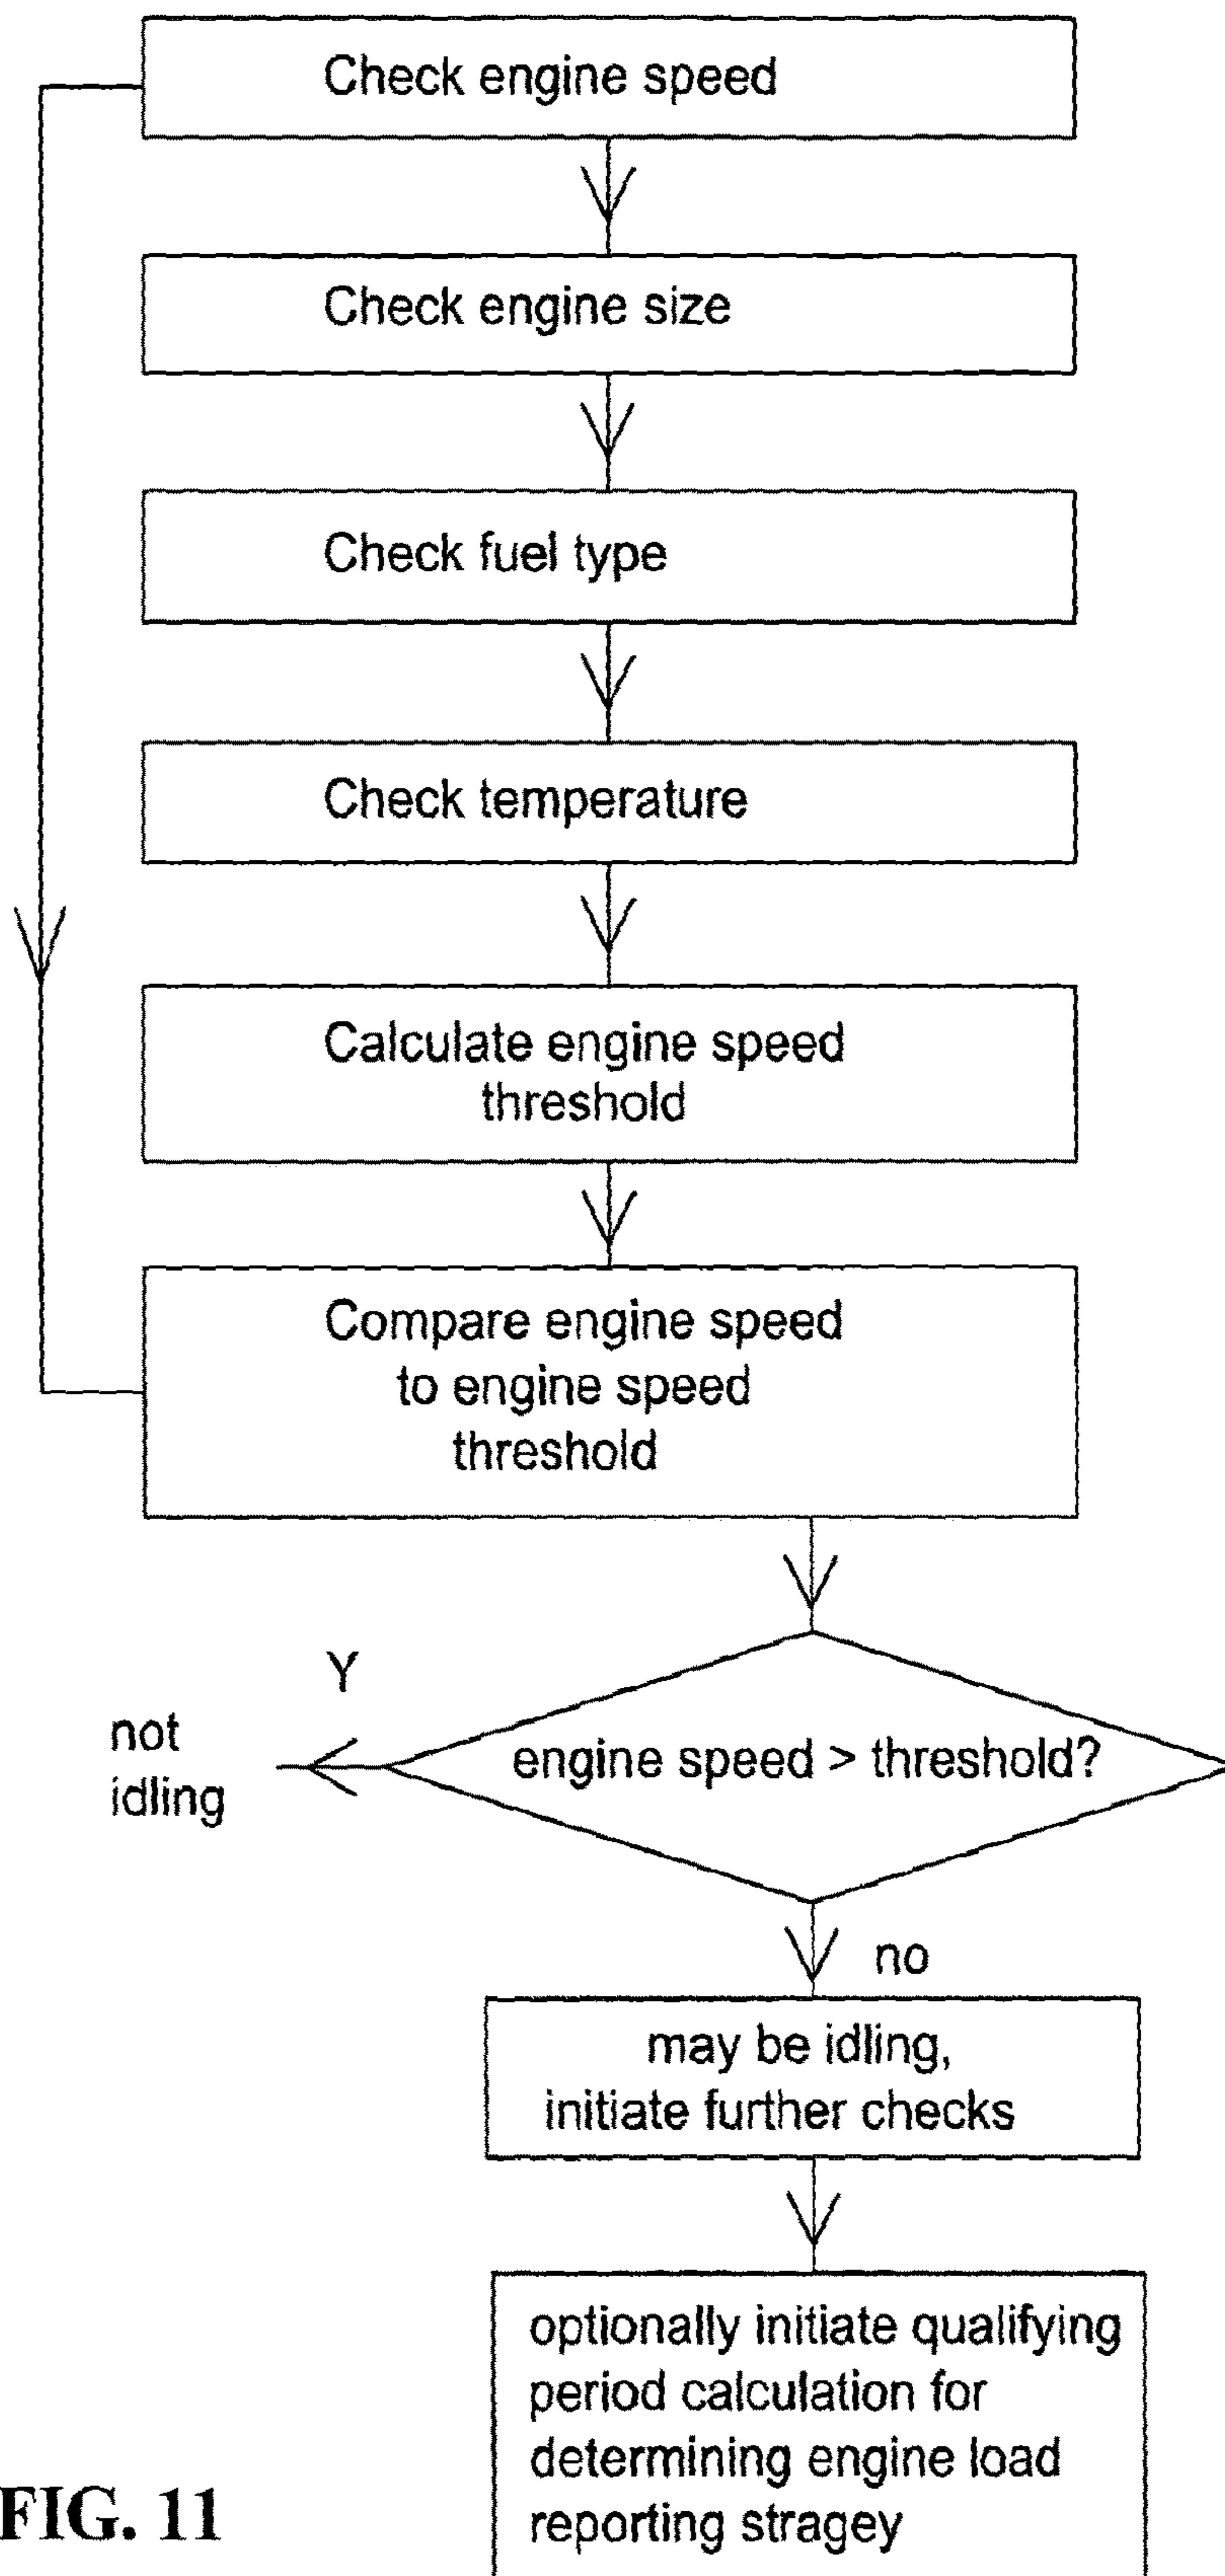 Check engine speed
Check engine size
Check fuel type
Check temperature
Calculate engine speed
threshold
Compare engine speed
to engine speed
threshold
Y
not
idling
engine speed > threshold?
no
may be idling,
initiate further checks
optionally initiate qualifying
period calculation for
determining engine load
reporting stragey
FIG. 11